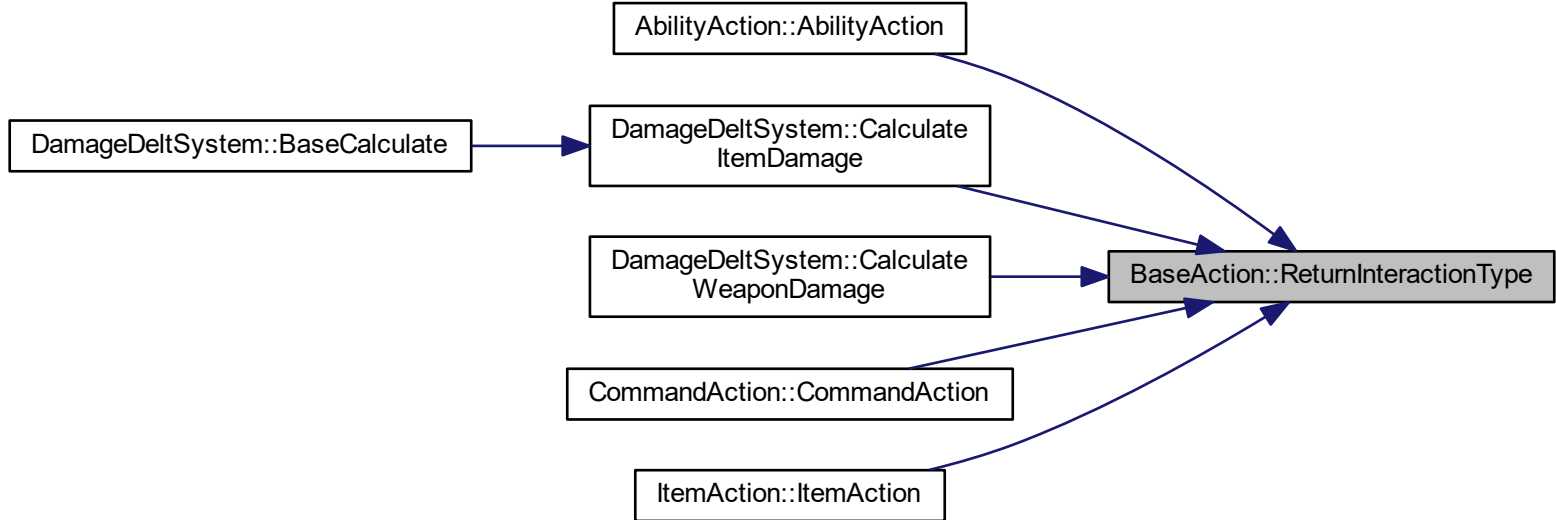 AbilityAction::AbilityAction
DamageDeltSystem::BaseCalculate
DamageDeltSystem::Calculate
ItemDamage
DamageDeltSystem::Calculate
WeaponDamage
BaseAction::ReturnInteractionType
CommandAction::CommandAction
ItemAction::ItemAction